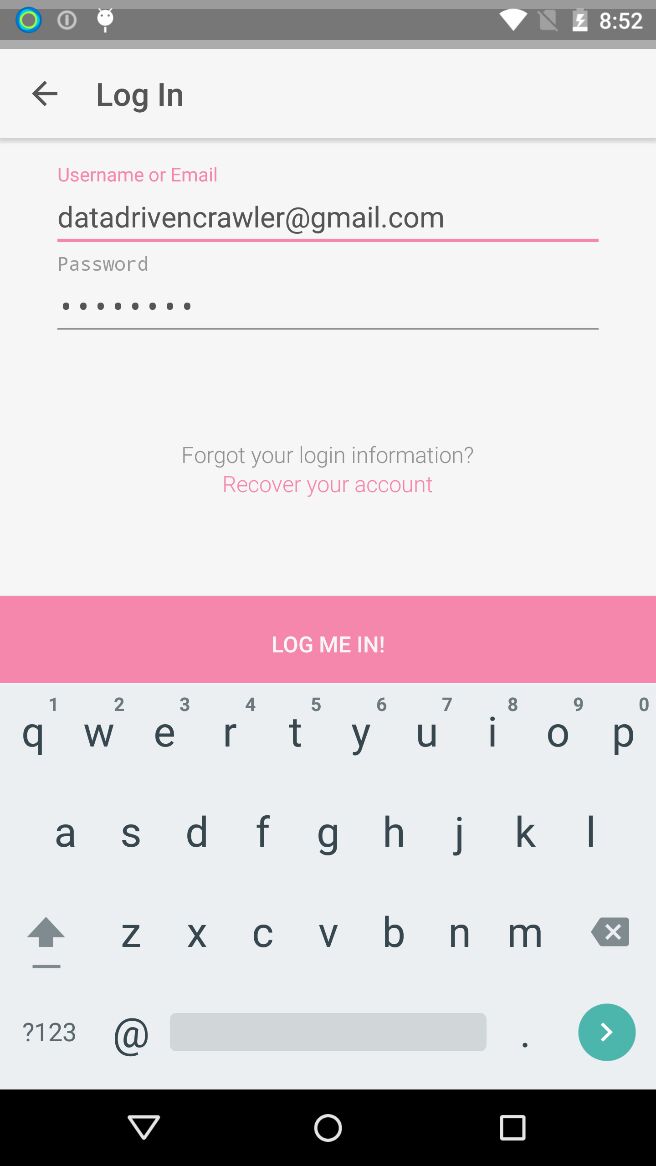 8:52
Log In
Username or Email
datadrivencrawler@gmail.com
Password
••••••••
Forgot your login information?
Recover your account
LOG ME IN!
1 2 3 4 5 6 7 8 9 0
q w e r t y u i o p
a s d f g h j k l
z x c v b n m
?123 @ .